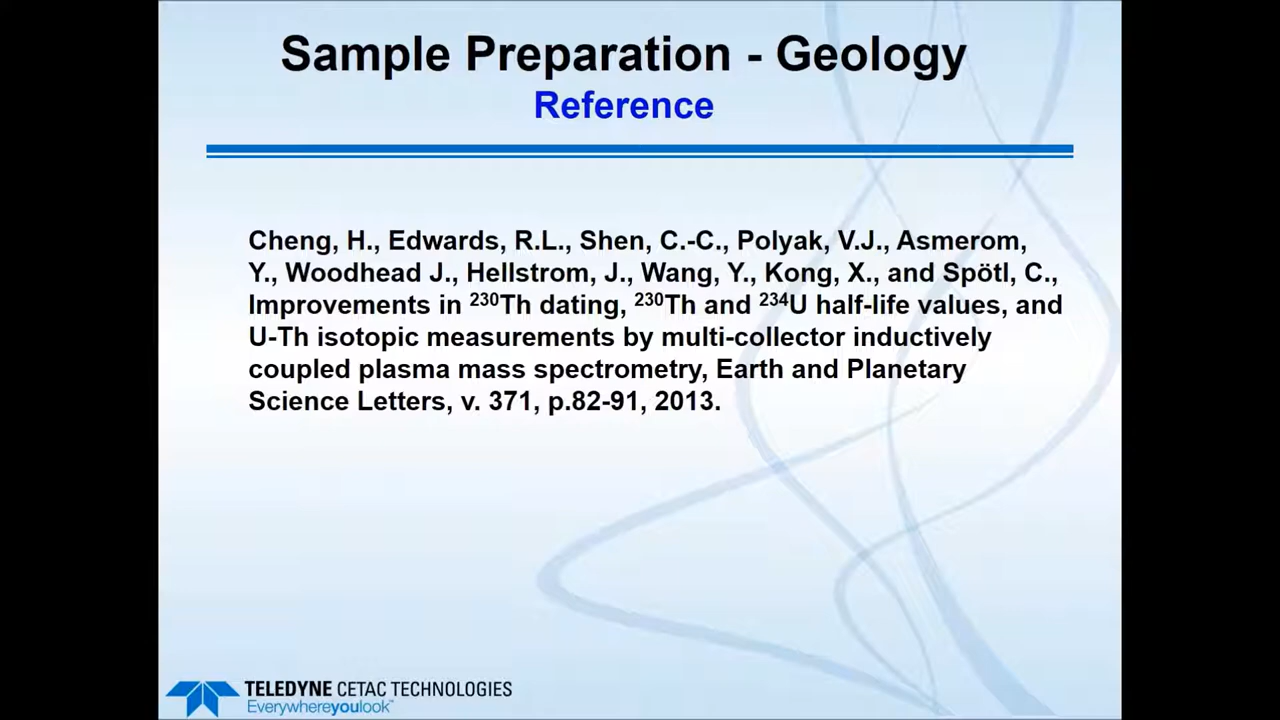 Sample Preparation - Geology
Reference
Cheng, H., Edwards, R.L., Shen, C.-C., Polyak, V.J., Asmerom,
Y., Woodhead J., Hellstrom, J., Wang, Y., Kong, X., and Spötl, C.,
Improvements in ²³⁰Th dating, ²³⁰Th and ²³⁴U half-life values, and
U-Th isotopic measurements by multi-collector inductively
coupled plasma mass spectrometry, Earth and Planetary
Science Letters, v. 371, p.82-91, 2013.
TELEDYNE CETAC TECHNOLOGIES
Everywhereyoulook™